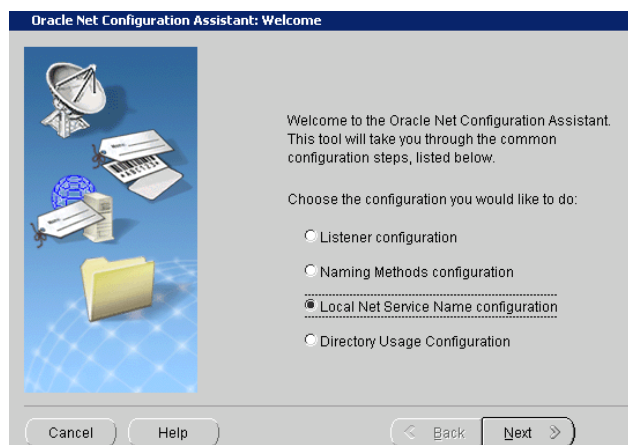 Oracle Net Configuration Assistant: Welcome
Welcome to the Oracle Net Configuration Assistant.
This tool will take you through the common
configuration steps, listed below.
Choose the configuration you would like to do:
Listener configuration
Naming Methods configuration
Local Net Service Name configuration
Directory Usage Configuration
Cancel
Help
Back
Next